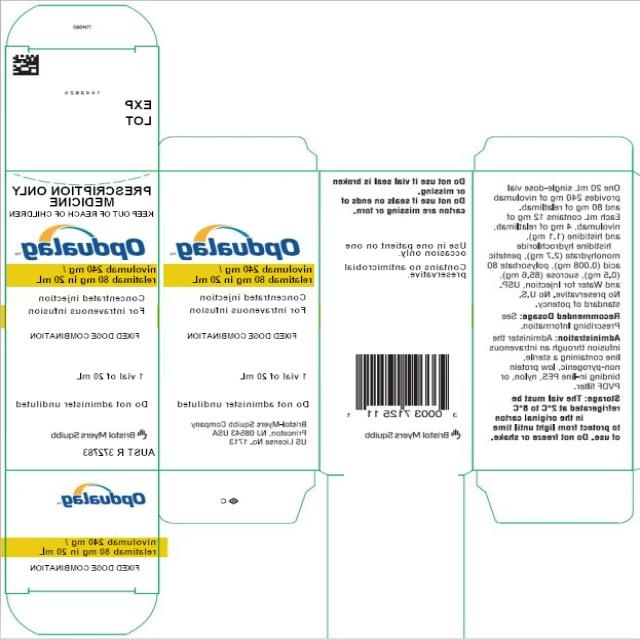 EXP
LOT
PRESCRIPTION ONLY
MEDICINE
KEEP OUT OF REACH OF CHILDREN
Opdualag™
nivolumab 240 mg /
relatlimab 80 mg in 20 mL
Concentrated injection
For intravenous infusion
FIXED DOSE COMBINATION
1 vial of 20 mL
Do not administer undiluted
Bristol Myers Squibb
AUST R 372783
Opdualag™
nivolumab 240 mg /
relatlimab 80 mg in 20 mL
FIXED DOSE COMBINATION
Opdualag™
nivolumab 240 mg /
relatlimab 80 mg in 20 mL
Concentrated injection
For intravenous infusion
FIXED DOSE COMBINATION
1 vial of 20 mL
Do not administer undiluted
Bristol-Myers Squibb Company
Princeton, NJ 08543 USA
US License No. 1713
C
Do not use if vial seal is broken
or missing.
Do not use if seals on ends of
carton are missing or torn.
Use in one patient on one
occasion only.
Contains no antimicrobial
preservative.
3 0003 7125 11 1
Bristol Myers Squibb
One 20 mL single-dose vial
provides 240 mg of nivolumab
and 80 mg of relatlimab.
Each mL contains 12 mg of
nivolumab, 4 mg of relatlimab,
and histidine (1.1 mg),
histidine hydrochloride
monohydrate (2.7 mg), pentetic
acid (0.008 mg), polysorbate 80
(0.5 mg), sucrose (85.6 mg),
and Water for Injection, USP.
No Preservative. No U.S.
standard of potency.
Recommended Dosage: See
Prescribing Information.
Administration: Administer the
infusion through an intravenous
line containing a sterile,
non-pyrogenic, low protein
binding in-line PES, nylon, or
PVDF filter.
Storage: The vial must be
refrigerated at 2°C to 8°C
in the original carton
to protect from light until time
of use. Do not freeze or shake.